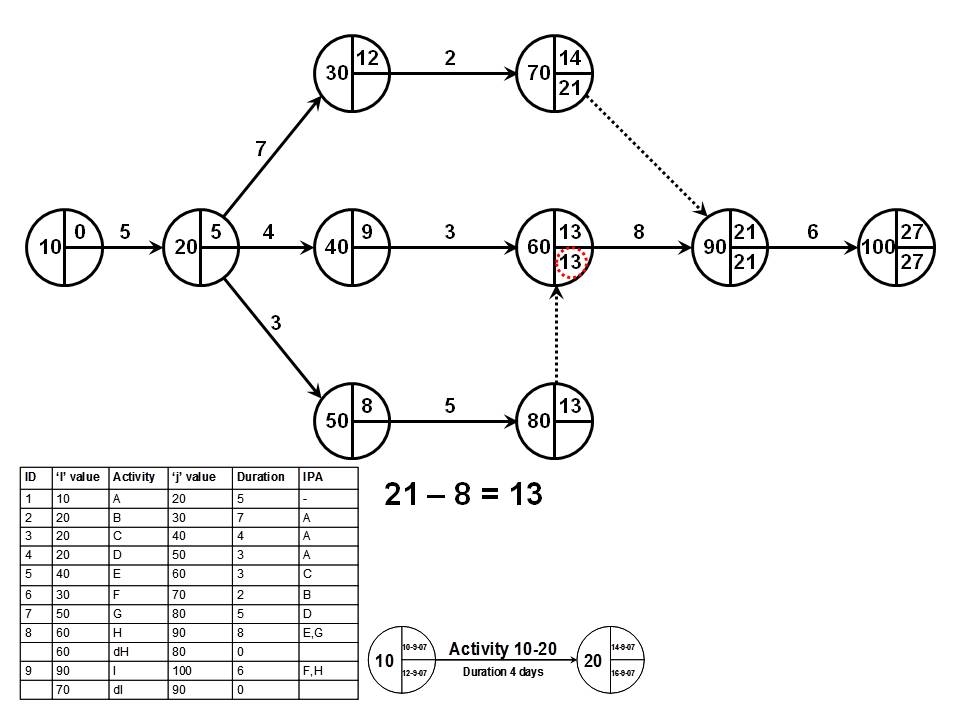 30 12 2 70 14
21
7
10 0 5 20 5 4 40 9 3 60 13 8 90 21 6 100 27
13 21 27
3
50 8 5 80 13
ID ‘I’ value Activity ‘j’ value Duration IPA
1 10 A 20 5 -
2 20 B 30 7 A
3 20 C 40 4 A
4 20 D 50 3 A
5 40 E 60 3 C
6 30 F 70 2 B
7 50 G 80 5 D
8 60 H 90 8 E,G
60 dH 80 0
9 90 I 100 6 F,H
70 dI 90 0
21 – 8 = 13
10 10-9-07 Activity 10-20 20 14-9-07
12-9-07 Duration 4 days 16-9-07